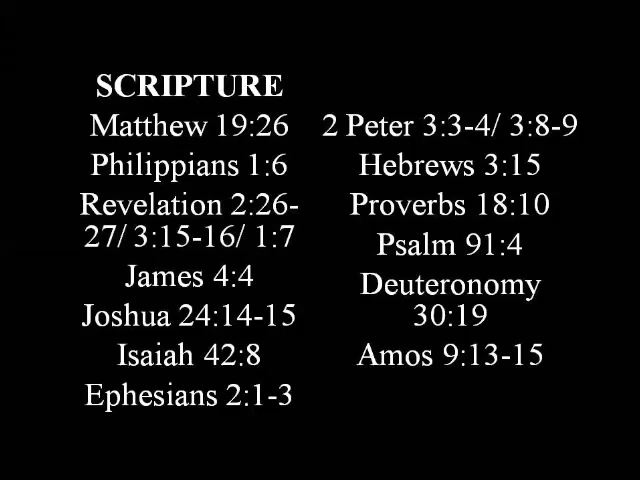 SCRIPTURE
Matthew 19:26
Philippians 1:6
Revelation 2:26-
27/ 3:15-16/ 1:7
James 4:4
Joshua 24:14-15
Isaiah 42:8
Ephesians 2:1-3
2 Peter 3:3-4/ 3:8-9
Hebrews 3:15
Proverbs 18:10
Psalm 91:4
Deuteronomy
30:19
Amos 9:13-15